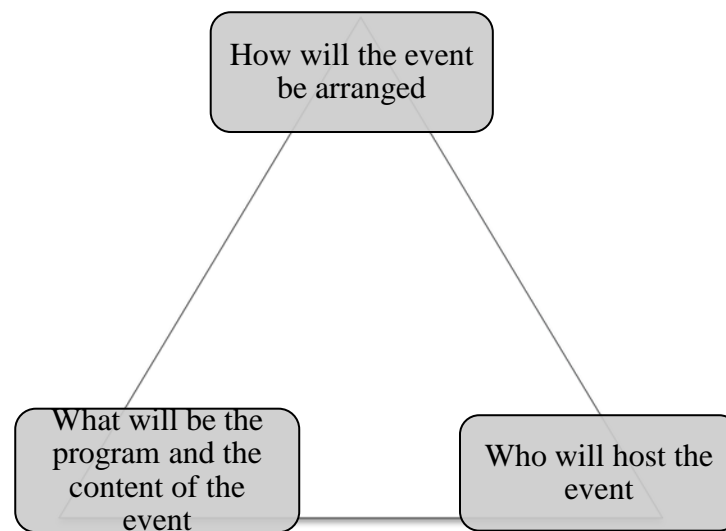 How will the event
be arranged
What will be the
program and the
content of the
event
Who will host the
event